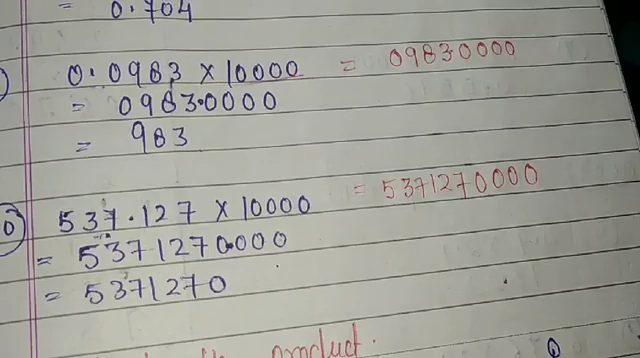 = 0.704
0.0983 × 10000 = 09830000
= 0983.0000
= 983
537.127 × 10000 = 5371270000
= 5371270.000
= 5371270
product.